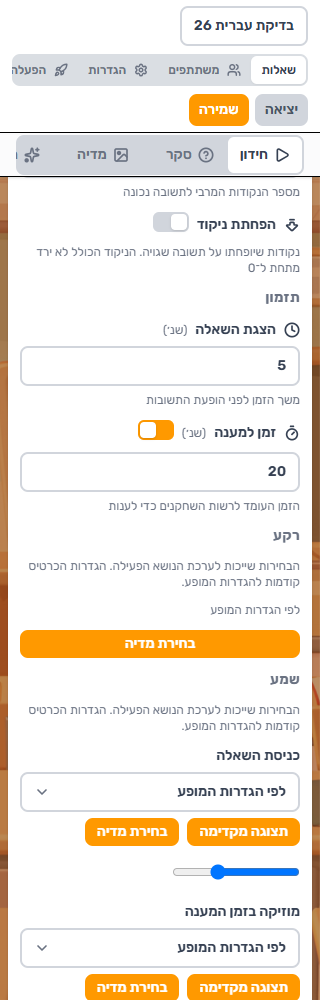 בדיקת עברית 26
שאלות משתתפים הגדרות הפעלה
יציאה שמירה
חידון סקר מדיה
מספר הנקודות המרבי לתשובה נכונה
הפחתת ניקוד
נקודות שיופחתו על תשובה שגויה. הניקוד הכולל לא ירד
מתחת ל־0
תזמון
הצגת השאלה (שנ׳)
5
משך הזמן לפני הופעת התשובות
זמן למענה (שנ׳)
20
הזמן העומד לרשות השחקנים כדי לענות
רקע
הבחירות שייכות לערכת הנושא הפעילה. הגדרות הכרטיס
קודמות להגדרות המופע.
לפי הגדרות המופע
בחירת מדיה
שמע
הבחירות שייכות לערכת הנושא הפעילה. הגדרות הכרטיס
קודמות להגדרות המופע.
כניסת השאלה
לפי הגדרות המופע
תצוגה מקדימה בחירת מדיה
מוזיקה בזמן המענה
לפי הגדרות המופע
תצוגה מקדימה בחירת מדיה